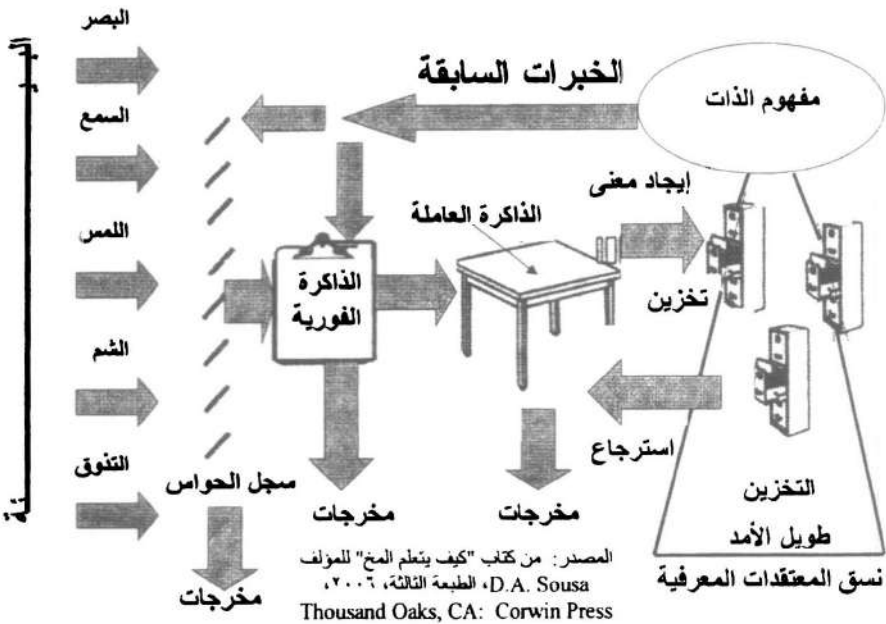 البيئة
البصر
السمع
اللمس
الشم
التذوق
سجل الحواس
مخرجات
الخبرات السابقة
مفهوم الذات
الذاكرة
الفورية
مخرجات
الذاكرة العاملة
مخرجات
إيجاد معنى
تخزين
استرجاع
التخزين
طويل الأمد
نسق المعتقدات المعرفية
المصدر: من كتاب "كيف يتعلم المخ" للمؤلف
D.A. Sousa، الطبعة الثالثة، ٢٠٠٦،
Thousand Oaks, CA: Corwin Press